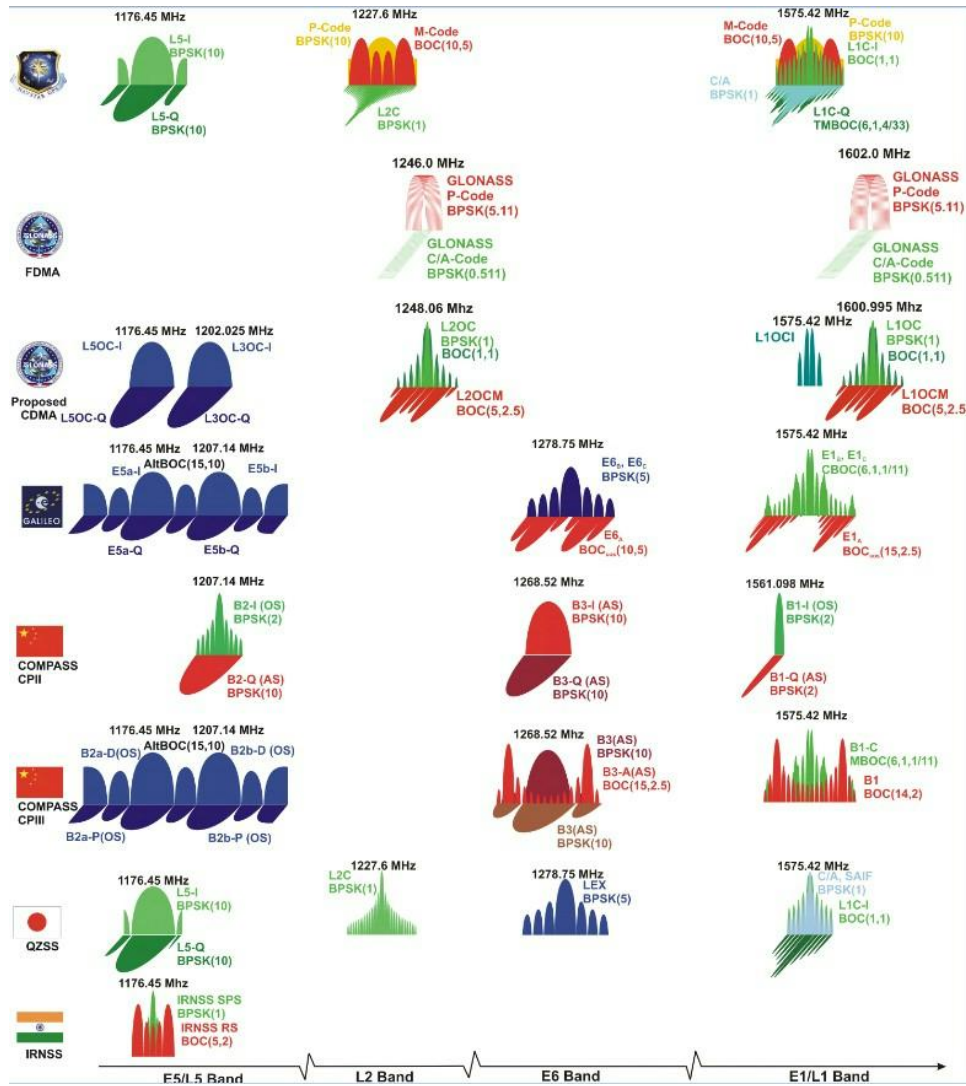 1176.45 MHz
L5-I
BPSK(10)
L5-Q
BPSK(10)
1227.6 MHz
P-Code
BPSK(10)
M-Code
BOC(10,5)
L2C
BPSK(1)
1575.42 MHz
M-Code
BOC(10,5)
P-Code
BPSK(10)
L1C-I
BOC(1,1)
C/A
BPSK(1)
L1C-Q
TMBOC(6,1,4/33)
FDMA
1246.0 MHz
GLONASS
P-Code
BPSK(5.11)
GLONASS
C/A-Code
BPSK(0.511)
1602.0 MHz
GLONASS
P-Code
BPSK(5.11)
GLONASS
C/A-Code
BPSK(0.511)
Proposed
CDMA
1176.45 MHz
1202.025 MHz
L5OC-I
L3OC-I
L5OC-Q
L3OC-Q
1248.06 Mhz
L2OC
BPSK(1)
BOC(1,1)
L2OCM
BOC(5,2.5)
1575.42 MHz
L1OCI
1600.995 MHz
L1OC
BPSK(1)
BOC(1,1)
L1OCM
BOC(5,2.5)
GALILEO
1176.45 MHz
1207.14 MHz
AltBOC(15,10)
E5a-I
E5b-I
E5a-Q
E5b-Q
1278.75 MHz
E6B, E6C
BPSK(5)
E6A
BOC(10,5)
1575.42 MHz
E1B, E1C
CBOC(6,1,1/11)
E1A
BOC(15,2.5)
COMPASS
CPII
1207.14 MHz
B2-I (OS)
BPSK(2)
B2-Q (AS)
BPSK(10)
1268.52 MHz
B3-I (AS)
BPSK(10)
B3-Q (AS)
BPSK(10)
1561.098 MHz
B1-I (OS)
BPSK(2)
B1-Q (AS)
BPSK(2)
COMPASS
CPIII
1176.45 MHz
1207.14 MHz
AltBOC(15,10)
B2a-D(OS)
B2b-D (OS)
B2a-P(OS)
B2b-P (OS)
1268.52 MHz
B3(AS)
BPSK(10)
B3-A(AS)
BOC(15,2.5)
B3(AS)
BPSK(10)
1575.42 MHz
B1-C
MBOC(6,1,1/11)
B1
BOC(14,2)
QZSS
1176.45 MHz
L5-I
BPSK(10)
L5-Q
BPSK(10)
1227.6 MHz
L2C
BPSK(1)
1278.75 MHz
LEX
BPSK(5)
1575.42 MHz
C/A, SAIF
BPSK(1)
L1C-I
BOC(1,1)
IRNSS
1176.45 Mhz
IRNSS SPS
BPSK(1)
IRNSS RS
BOC(5,2)
E5/L5 Band
L2 Band
E6 Band
E1/L1 Band